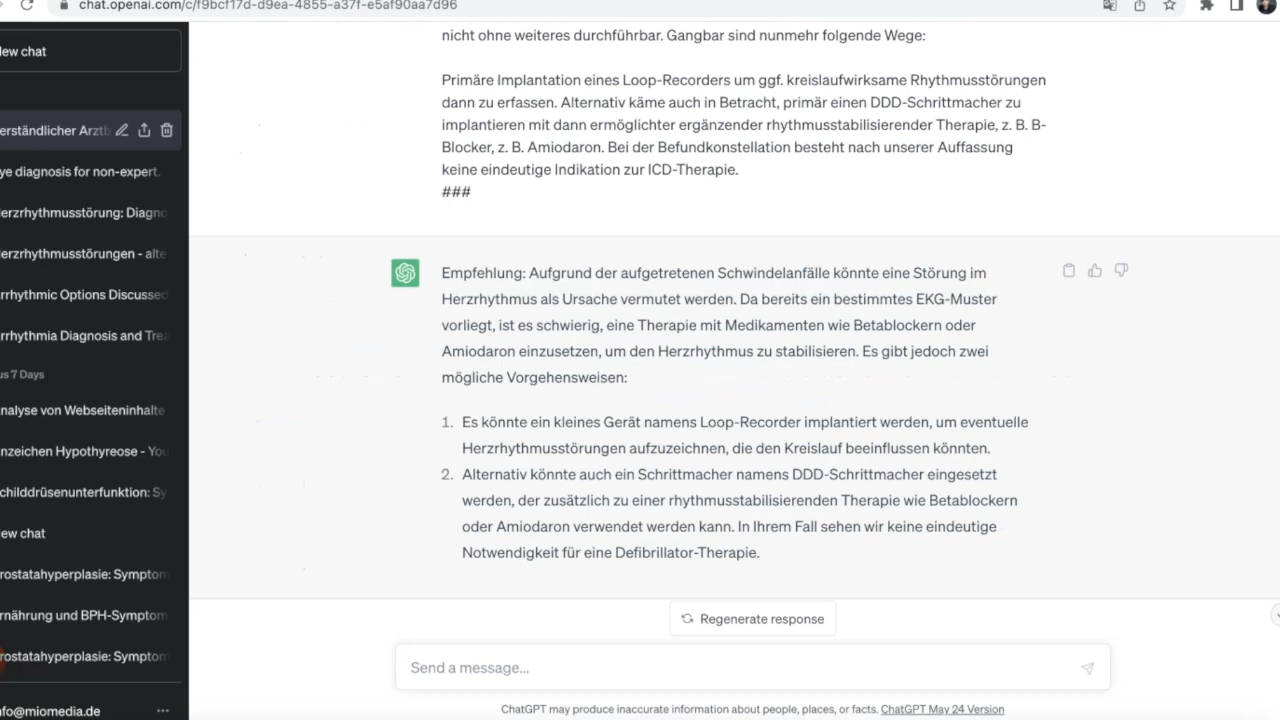 chat.openai.com/c/f9bcf17d-d9ea-4855-a37f-e5af90aa7d96
ew chat
erständlicher Arztb
ye diagnosis for non-expert.
erzrhythmusstörung: Diagno
erzrhythmusstörungen - alte
rrhythmic Options Discussed
rrhythmia Diagnosis and Trea
us 7 Days
nalyse von Webseiteninhalte
nzeichen Hypothyreose - You
childdrüsenunterfunktion: Sy
ew chat
rostatahyperplasie: Symptom
rnährung und BPH-Symptom
rostatahyperplasie: Symptom
nfo@miomedia.de
nicht ohne weiteres durchführbar. Gangbar sind nunmehr folgende Wege:
Primäre Implantation eines Loop-Recorders um ggf. kreislaufwirksame Rhythmusstörungen
dann zu erfassen. Alternativ käme auch in Betracht, primär einen DDD-Schrittmacher zu
implantieren mit dann ermöglichter ergänzender rhythmusstabilisierender Therapie, z. B. B-
Blocker, z. B. Amiodaron. Bei der Befundkonstellation besteht nach unserer Auffassung
keine eindeutige Indikation zur ICD-Therapie.
###
Empfehlung: Aufgrund der aufgetretenen Schwindelanfälle könnte eine Störung im
Herzrhythmus als Ursache vermutet werden. Da bereits ein bestimmtes EKG-Muster
vorliegt, ist es schwierig, eine Therapie mit Medikamenten wie Betablockern oder
Amiodaron einzusetzen, um den Herzrhythmus zu stabilisieren. Es gibt jedoch zwei
mögliche Vorgehensweisen:
1. Es könnte ein kleines Gerät namens Loop-Recorder implantiert werden, um eventuelle
Herzrhythmusstörungen aufzuzeichnen, die den Kreislauf beeinflussen könnten.
2. Alternativ könnte auch ein Schrittmacher namens DDD-Schrittmacher eingesetzt
werden, der zusätzlich zu einer rhythmusstabilisierenden Therapie wie Betablockern
oder Amiodaron verwendet werden kann. In Ihrem Fall sehen wir keine eindeutige
Notwendigkeit für eine Defibrillator-Therapie.
Regenerate response
Send a message...
ChatGPT may produce inaccurate information about people, places, or facts. ChatGPT May 24 Version